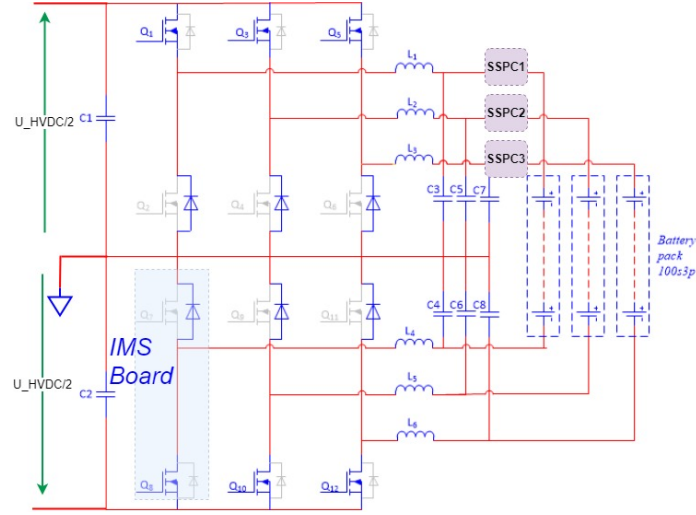 Q1
Q3
Q5
L1
SSPC1
U_HVDC/2
C1
L2
SSPC2
L3
SSPC3
Q2
Q4
Q6
C3
C5
C7
Battery
pack
100s3p
Q7
Q9
Q11
C4
C6
C8
IMS
Board
L4
U_HVDC/2
C2
L5
L6
Q8
Q10
Q12